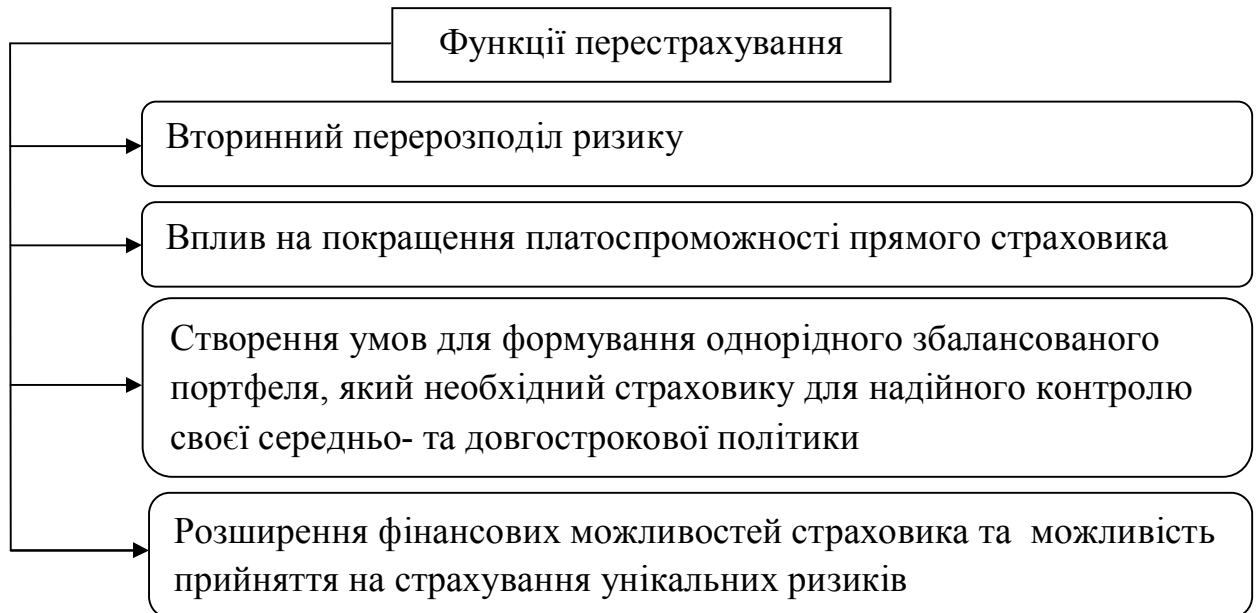 Функції перестрахування
Вторинний перерозподіл ризику
Вплив на покращення платоспроможності прямого страховика
Створення умов для формування однорідного збалансованого
портфеля, який необхідний страховику для надійного контролю
своєї середньо- та довгострокової політики
Розширення фінансових можливостей страховика та можливість
прийняття на страхування унікальних ризиків